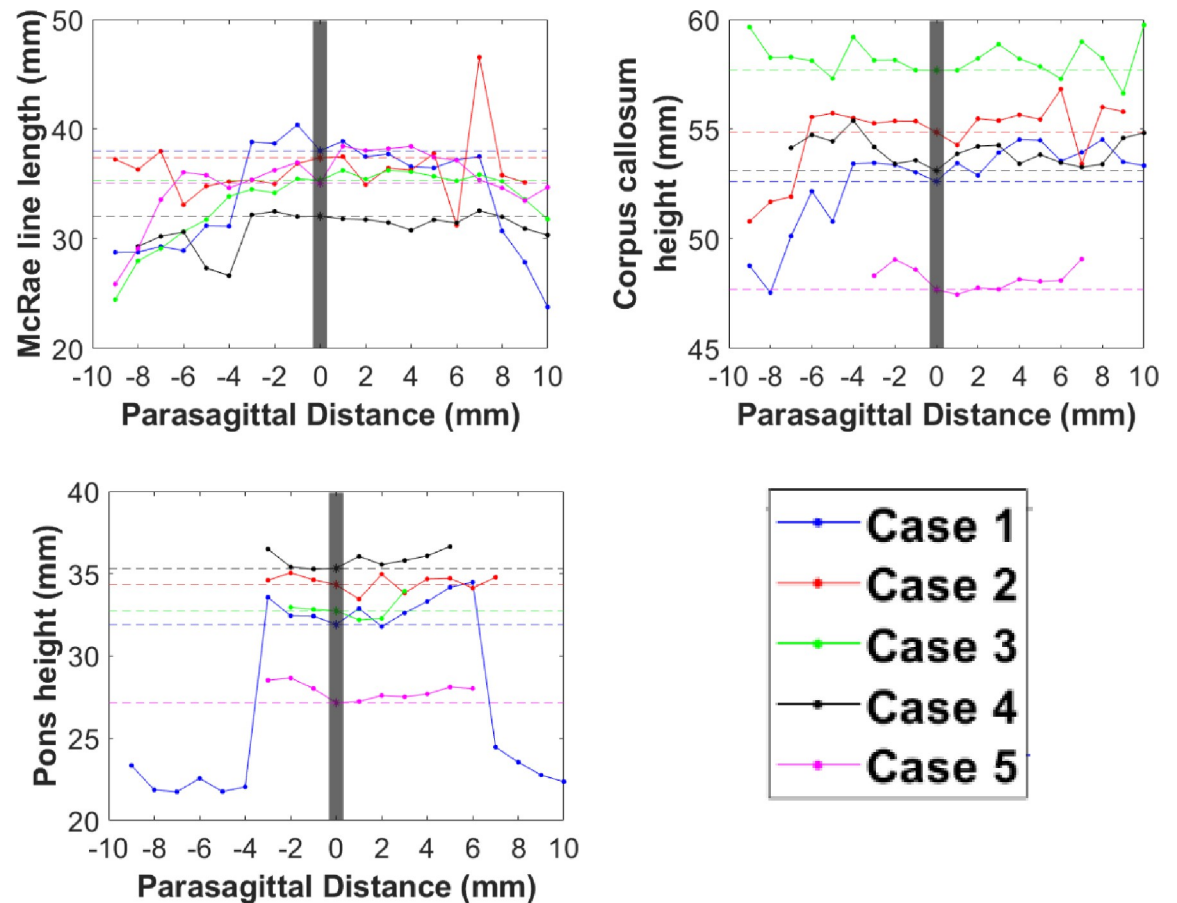 McRae line length (mm)
50
40
30
20
-10 -8 -6 -4 -2 0 2 4 6 8 10
Parasagittal Distance (mm)
Corpus callosum
height (mm)
60
55
50
45
-10 -8 -6 -4 -2 0 2 4 6 8 10
Parasagittal Distance (mm)
Pons height (mm)
40
35
30
25
20
-10 -8 -6 -4 -2 0 2 4 6 8 10
Parasagittal Distance (mm)
Case 1
Case 2
Case 3
Case 4
Case 5